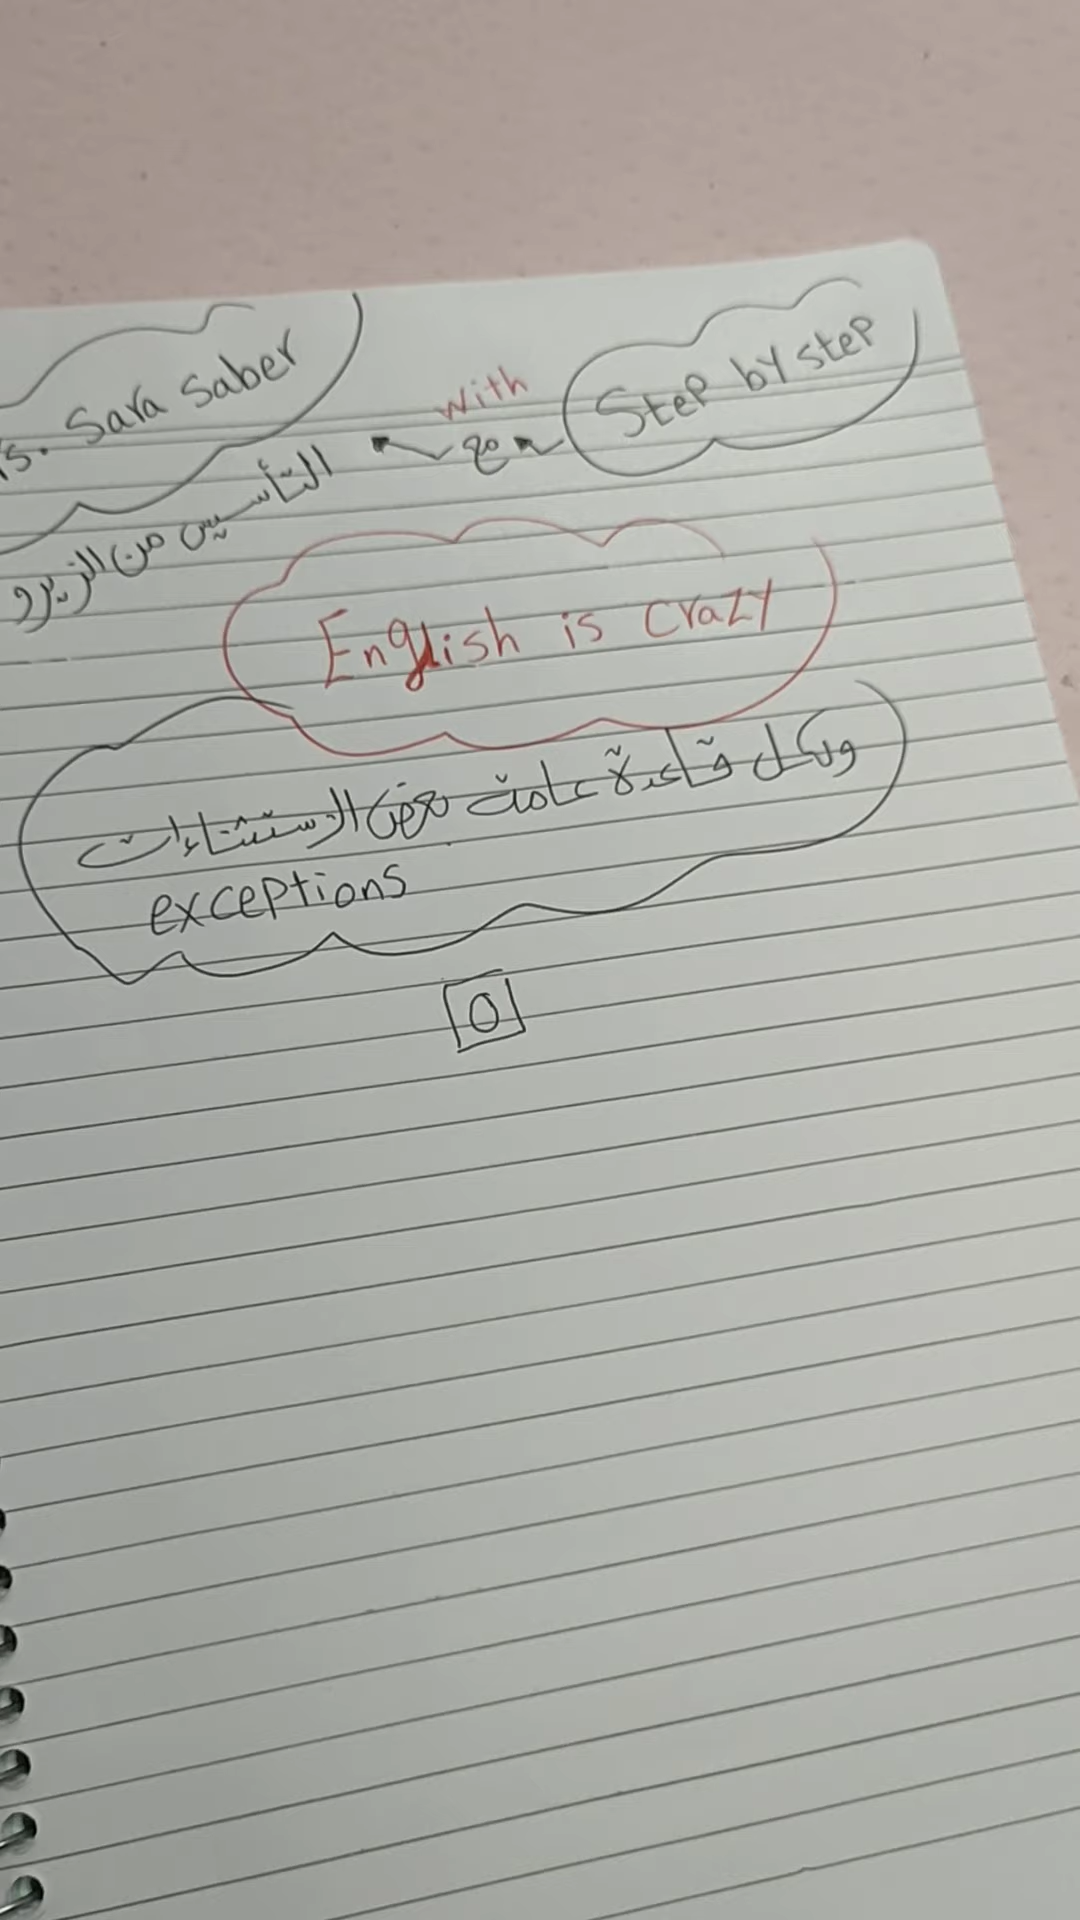 Step by step
with
مع
s. Sara Saber
التأسيس من الزيرو
English is crazy
ولكل قاعدة عامة بعض الاستثناءات
exceptions
O